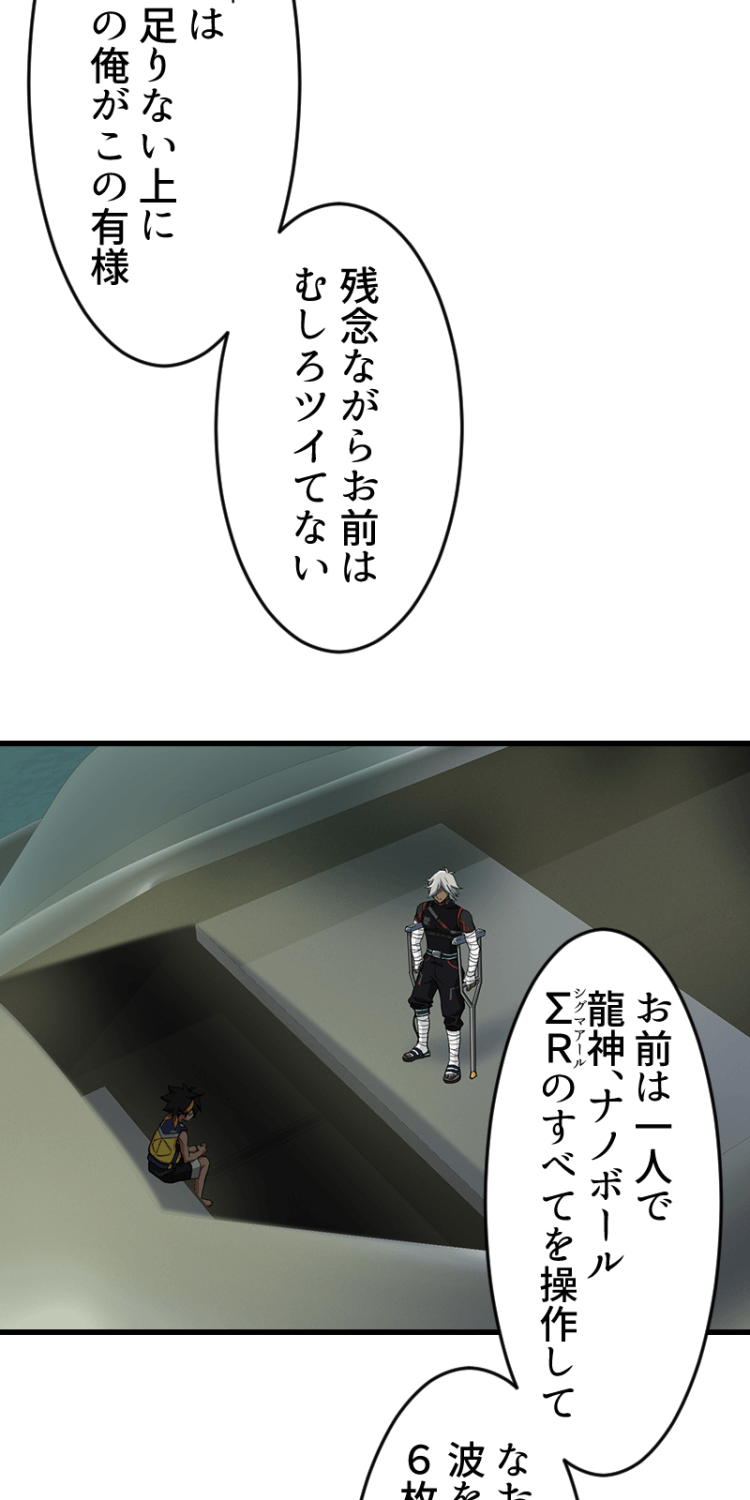 は
足りない上に
の俺がこの有様
残念ながらお前は
むしろツイてない
お前は一人で
龍神、ナノボール
ΣRのすべてを操作して
シグマアール
なお
波を
6枚